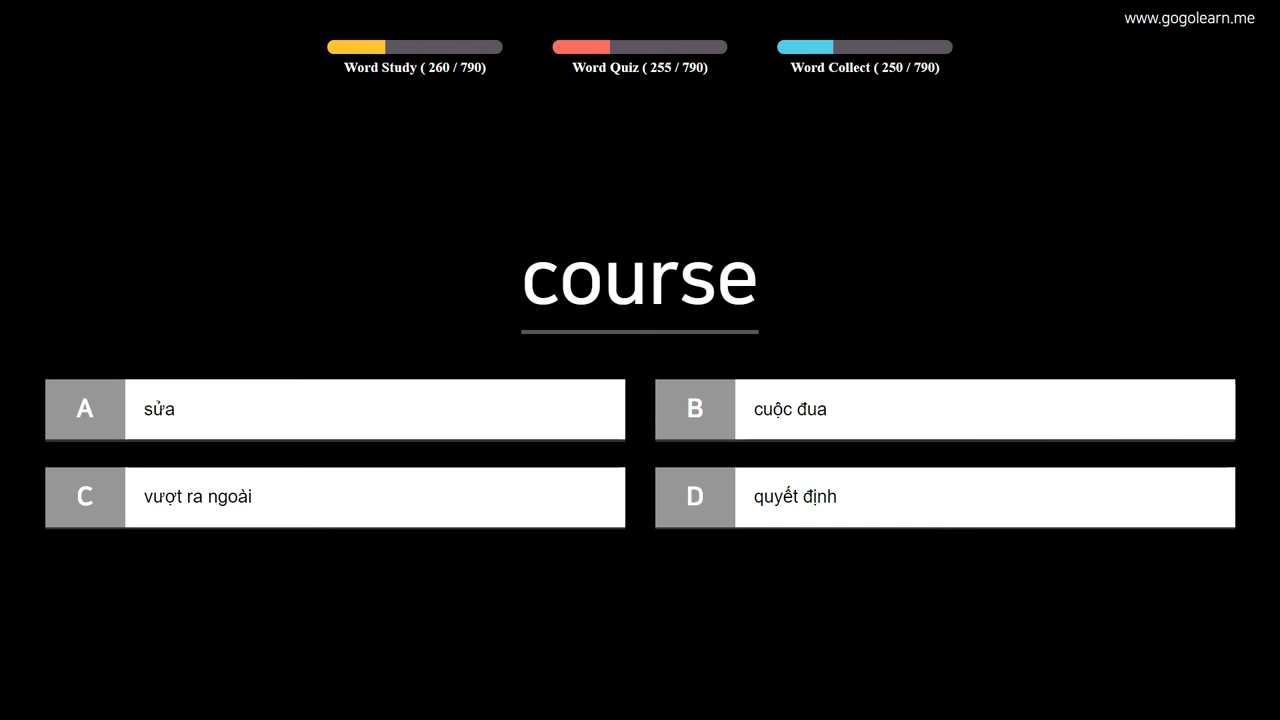 www.gogolearn.me
Word Study ( 260 / 790) Word Quiz ( 255 / 790) Word Collect ( 250 / 790)
course
A sửa
B cuộc đua
C vượt ra ngoài
D quyết định